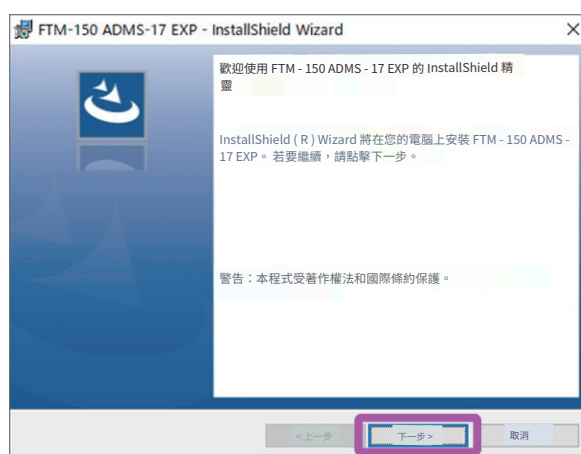 FTM-150 ADMS-17 EXP - InstallShield Wizard
歡迎使用 FTM - 150 ADMS - 17 EXP 的 InstallShield 精
靈
InstallShield ( R ) Wizard 將在您的電腦上安裝 FTM - 150 ADMS -
17 EXP。 若要繼續，請點擊下一步。
警告：本程式受著作權法和國際條約保護。
<上一步
下一步 >
取消